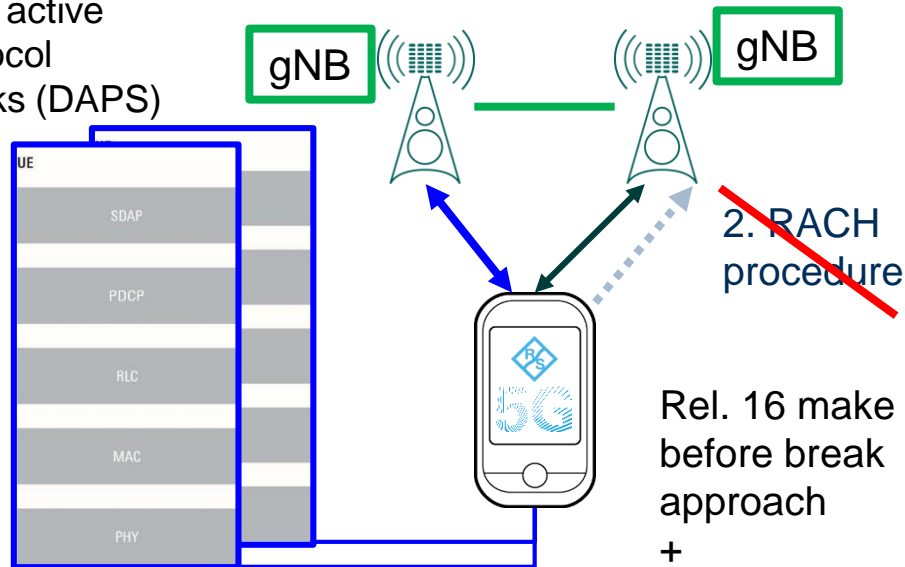 active
ocol
ks (DAPS)
gNB
gNB
UE
SDAP
PDCP
RLC
MAC
PHY
R S
5G
2. RACH
procedure
Rel. 16 make
before break
approach
+